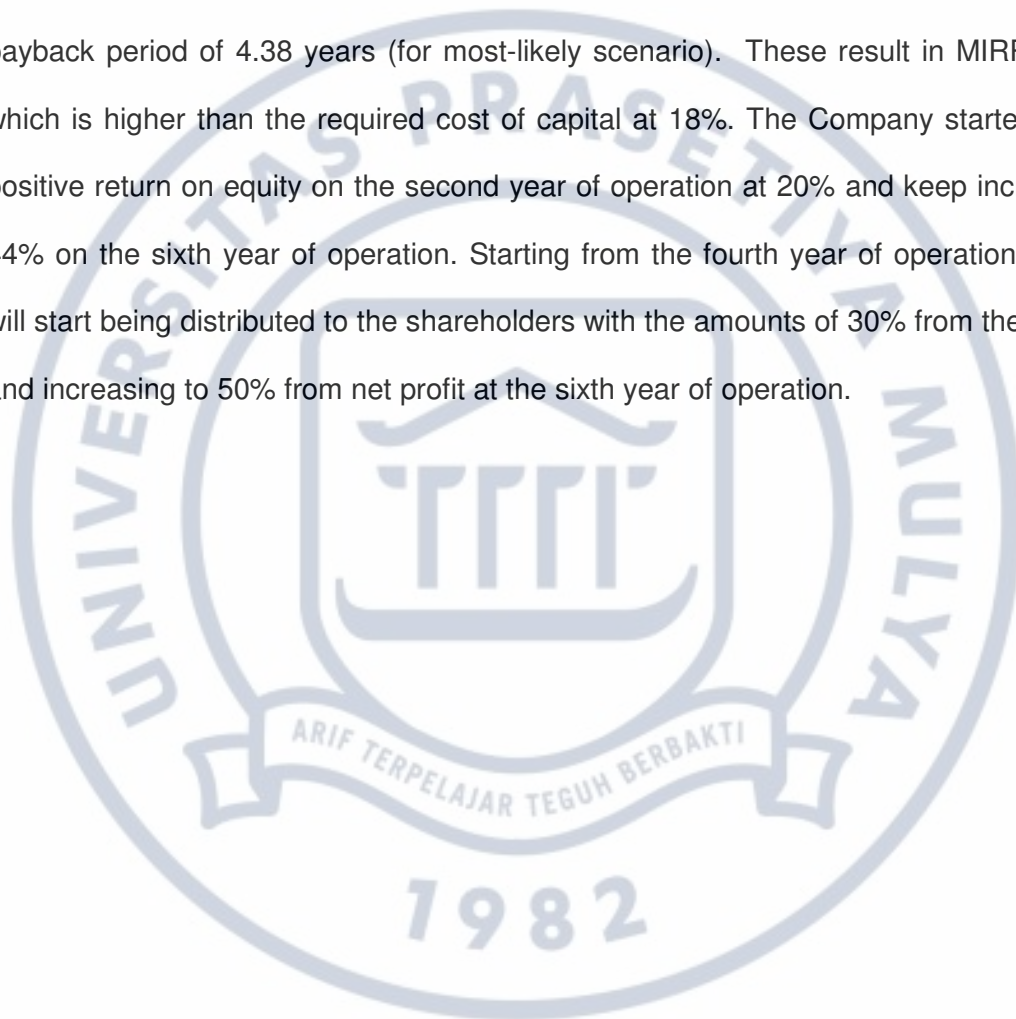 payback period of 4.38 years (for most-likely scenario). These result in MIRR
which is higher than the required cost of capital at 18%. The Company starte
positive return on equity on the second year of operation at 20% and keep inc
44% on the sixth year of operation. Starting from the fourth year of operation
will start being distributed to the shareholders with the amounts of 30% from the
and increasing to 50% from net profit at the sixth year of operation.
UNIVERSITAS PRASETIYA MULYA
ARIF TERPELAJAR TEGUH BERBAKTI
1982